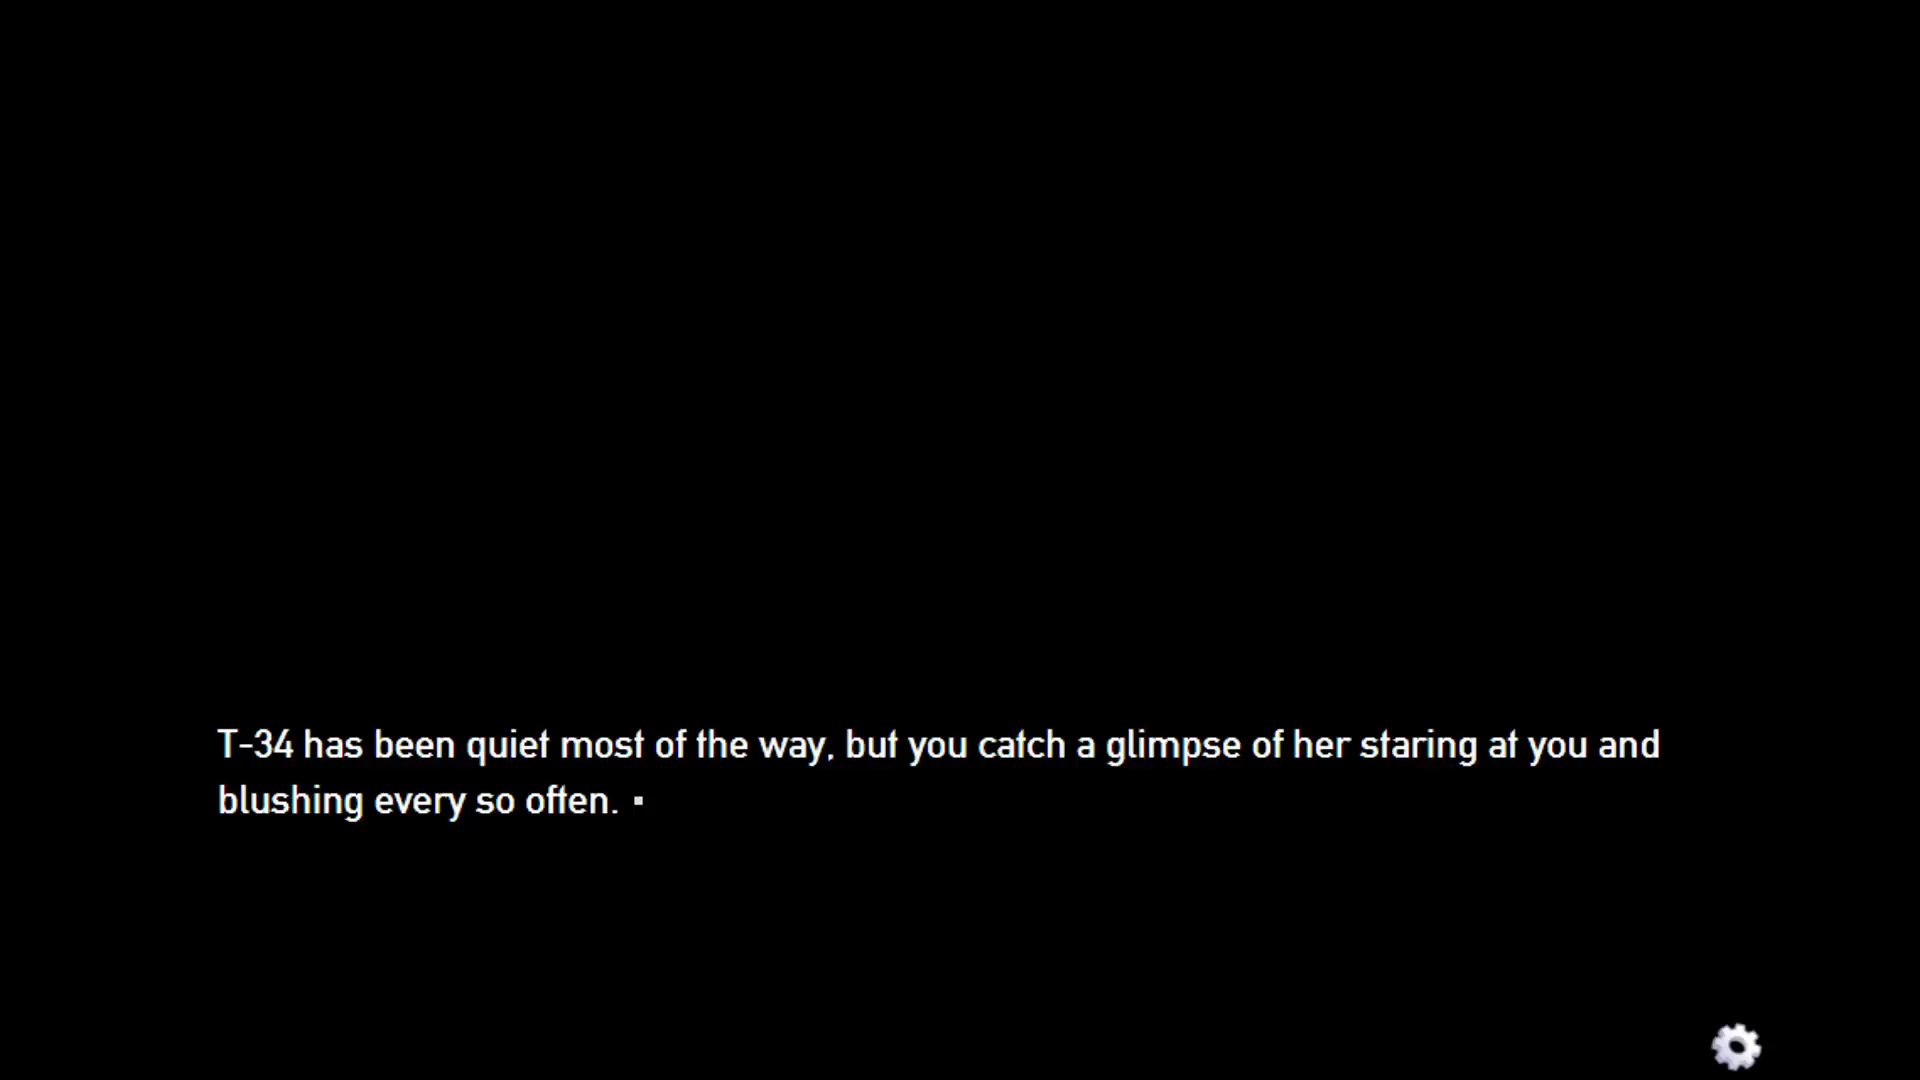 T-34 has been quiet most of the way, but you catch a glimpse of her staring at you and
blushing every so often.